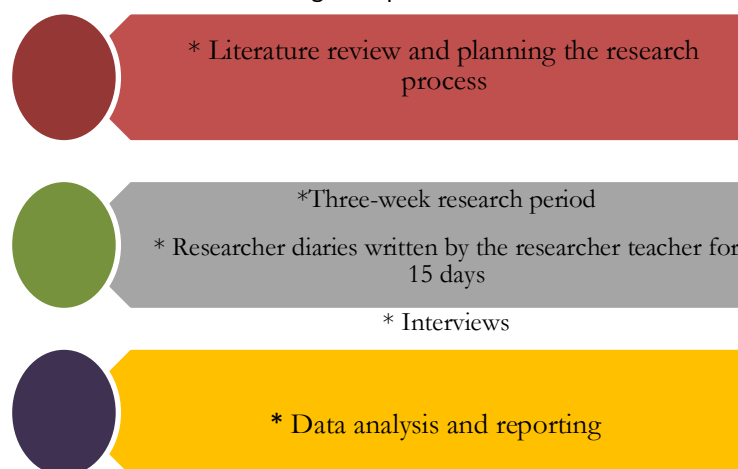 * Literature review and planning the research
process
*Three-week research period
* Researcher diaries written by the researcher teacher for
15 days
* Interviews
* Data analysis and reporting